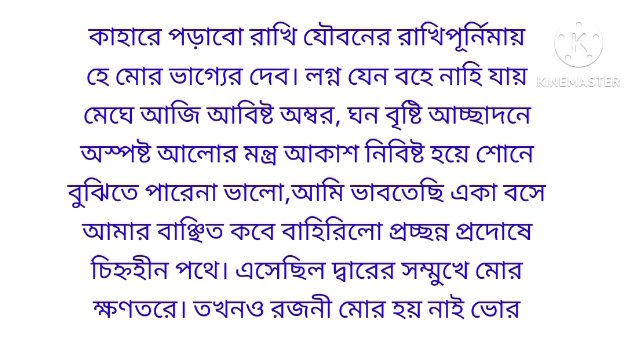 কাহারে পড়াবো রাখি যৌবনের রাখিপূর্নিমায়
হে মোর ভাগ্যের দেব। লগ্ন যেন বহে নাহি যায়
মেঘে আজি আবিষ্ট অম্বর, ঘন বৃষ্টি আচ্ছাদনে
অস্পষ্ট আলোর মন্ত্র আকাশ নিবিষ্ট হয়ে শোনে
বুঝিতে পারেনা ভালো,আমি ভাবতেছি একা বসে
আমার বাঞ্ছিত কবে বাহিরিলো প্রচ্ছন্ন প্রদোষে
চিহ্নহীন পথে। এসেছিল দ্বারের সম্মুখে মোর
ক্ষণতরে। তখনও রজনী মোর হয় নাই ভোর
KINEMASTER